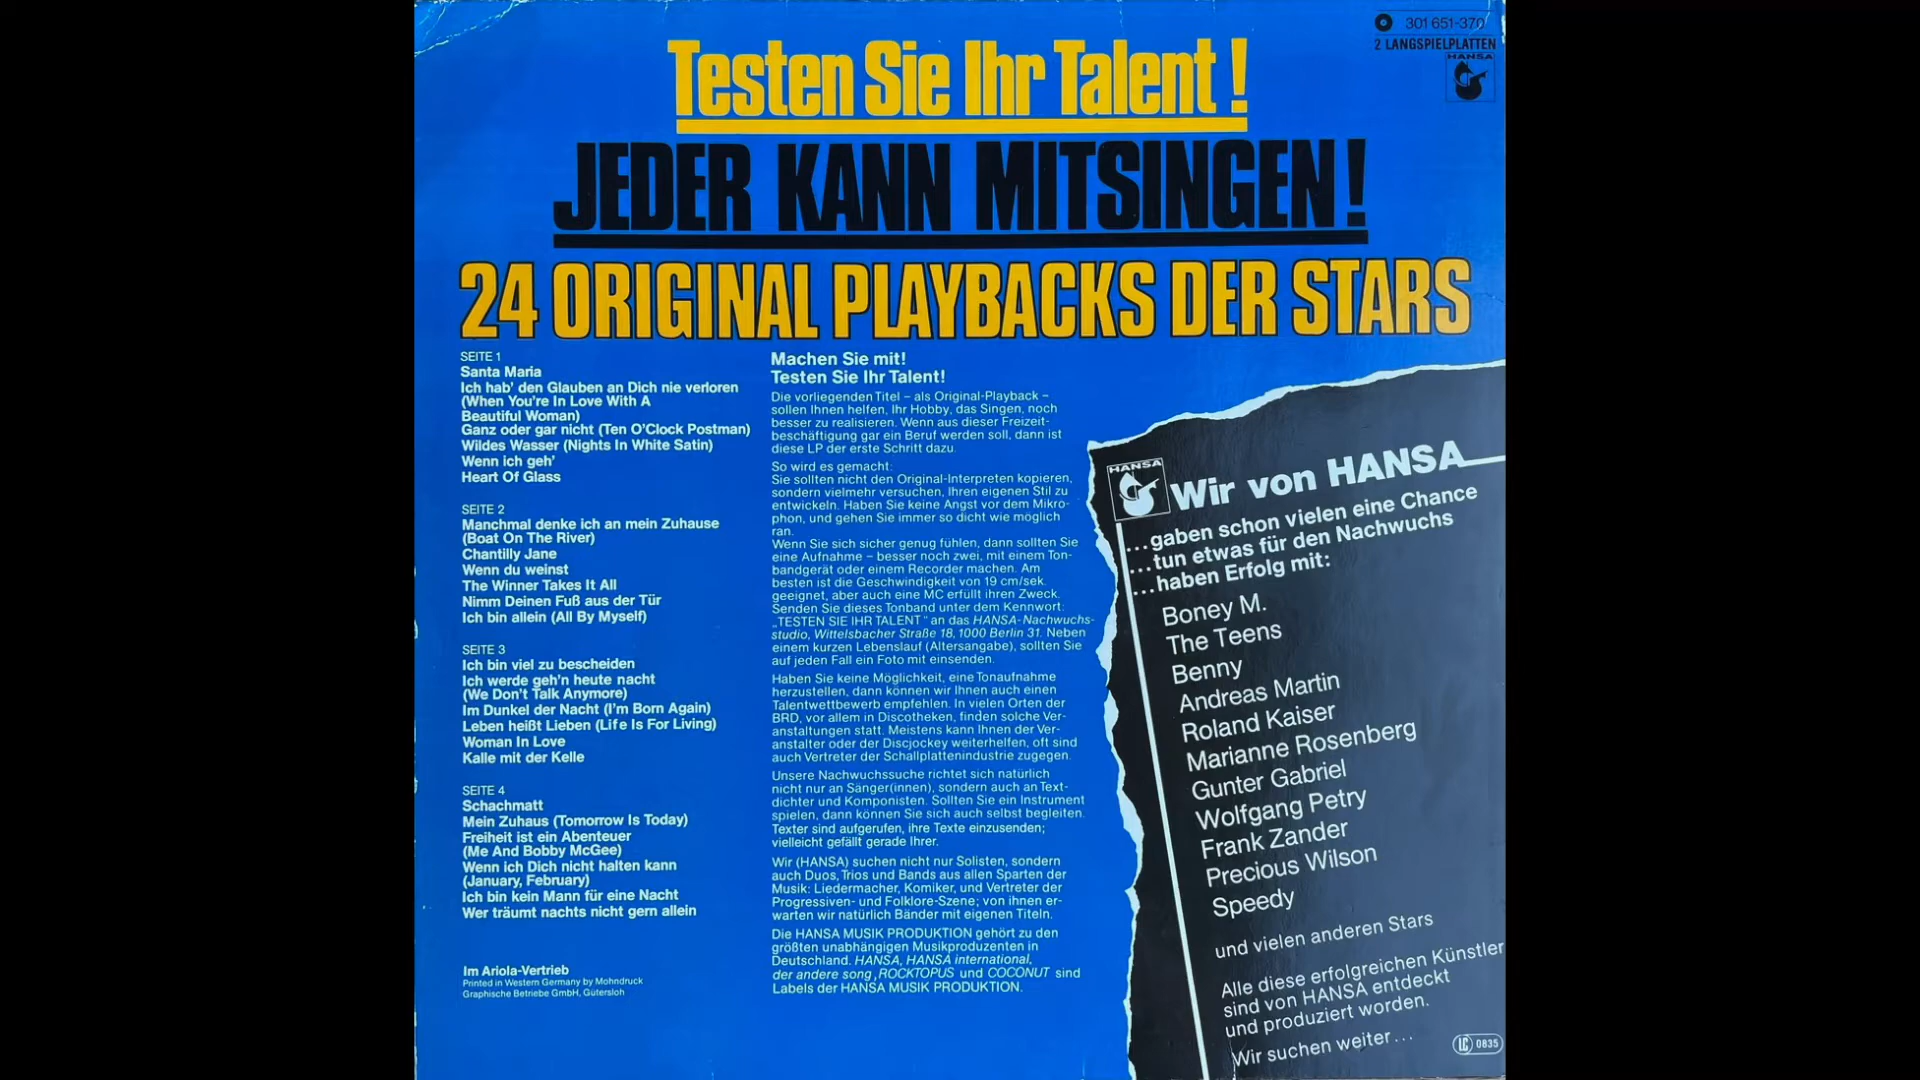 301 651-370
2 LANGSPIELPLATTEN
HANSA
Testen Sie Ihr Talent!
JEDER KANN MITSINGEN!
24 ORIGINAL PLAYBACKS DER STARS
SEITE 1
Santa Maria
Ich hab' den Glauben an Dich nie verloren
(When You're In Love With A
Beautiful Woman)
Ganz oder gar nicht (Ten O'Clock Postman)
Wildes Wasser (Nights In White Satin)
Wenn ich geh'
Heart Of Glass
SEITE 2
Manchmal denke ich an mein Zuhause
(Boat On The River)
Chantilly Jane
Wenn du weinst
The Winner Takes It All
Nimm Deinen Fuß aus der Tür
Ich bin allein (All By Myself)
SEITE 3
Ich bin viel zu bescheiden
Ich werde geh'n heute nacht
(We Don't Talk Anymore)
Im Dunkel der Nacht (I'm Born Again)
Leben heißt Lieben (Life Is For Living)
Woman In Love
Kalle mit der Kelle
SEITE 4
Schachmatt
Mein Zuhaus (Tomorrow Is Today)
Freiheit ist ein Abenteuer
(Me And Bobby McGee)
Wenn ich Dich nicht halten kann
(January, February)
Ich bin kein Mann für eine Nacht
Wer träumt nachts nicht gern allein
Im Ariola-Vertrieb
Printed in Western Germany by Mohndruck
Graphische Betriebe GmbH, Gütersloh
Machen Sie mit!
Testen Sie Ihr Talent!
Die vorliegenden Titel – als Original-Playback –
sollen Ihnen helfen, Ihr Hobby, das Singen, noch
besser zu realisieren. Wenn aus dieser Freizeit-
beschäftigung gar ein Beruf werden soll, dann ist
diese LP der erste Schritt dazu.
So wird es gemacht:
Sie sollten nicht den Original-Interpreten kopieren,
sondern vielmehr versuchen, Ihren eigenen Stil zu
entwickeln. Haben Sie keine Angst vor dem Mikro-
phon, und gehen Sie immer so dicht wie möglich
ran.
Wenn Sie sich sicher genug fühlen, dann sollten Sie
eine Aufnahme – besser noch zwei, mit einem Ton-
bandgerät oder einem Recorder machen. Am
besten ist die Geschwindigkeit von 19 cm/sek.
geeignet, aber auch eine MC erfüllt ihren Zweck.
Senden Sie dieses Tonband unter dem Kennwort:
„TESTEN SIE IHR TALENT" an das HANSA-Nachwuchs-
studio, Wittelsbacher Straße 18, 1000 Berlin 31. Neben
einem kurzen Lebenslauf (Altersangabe), sollten Sie
auf jeden Fall ein Foto mit einsenden.
Haben Sie keine Möglichkeit, eine Tonaufnahme
herzustellen, dann können wir Ihnen auch einen
Talentwettbewerb empfehlen. In vielen Orten der
BRD, vor allem in Discotheken, finden solche Ver-
anstaltungen statt. Meistens kann Ihnen der Ver-
anstalter oder der Discjockey weiterhelfen, oft sind
auch Vertreter der Schallplattenindustrie zugegen.
Unsere Nachwuchssuche richtet sich natürlich
nicht nur an Sänger(innen), sondern auch an Text-
dichter und Komponisten. Sollten Sie ein Instrument
spielen, dann können Sie sich auch selbst begleiten.
Texter sind aufgerufen, ihre Texte einzusenden;
vielleicht gefällt gerade Ihrer.
Wir (HANSA) suchen nicht nur Solisten, sondern
auch Duos, Trios und Bands aus allen Sparten der
Musik: Liedermacher, Komiker, und Vertreter der
Progressiven- und Folklore-Szene; von ihnen er-
warten wir natürlich Bänder mit eigenen Titeln.
Die HANSA MUSIK PRODUKTION gehört zu den
größten unabhängigen Musikproduzenten in
Deutschland. HANSA, HANSA international,
der andere song, ROCKTOPUS und COCONUT sind
Labels der HANSA MUSIK PRODUKTION.
HANSA
Wir von HANSA
...gaben schon vielen eine Chance
...tun etwas für den Nachwuchs
...haben Erfolg mit:
Boney M.
The Teens
Benny
Andreas Martin
Roland Kaiser
Marianne Rosenberg
Gunter Gabriel
Wolfgang Petry
Frank Zander
Precious Wilson
Speedy
und vielen anderen Stars
Alle diese erfolgreichen Künstler
sind von HANSA entdeckt
und produziert worden.
Wir suchen weiter...
LC 0835